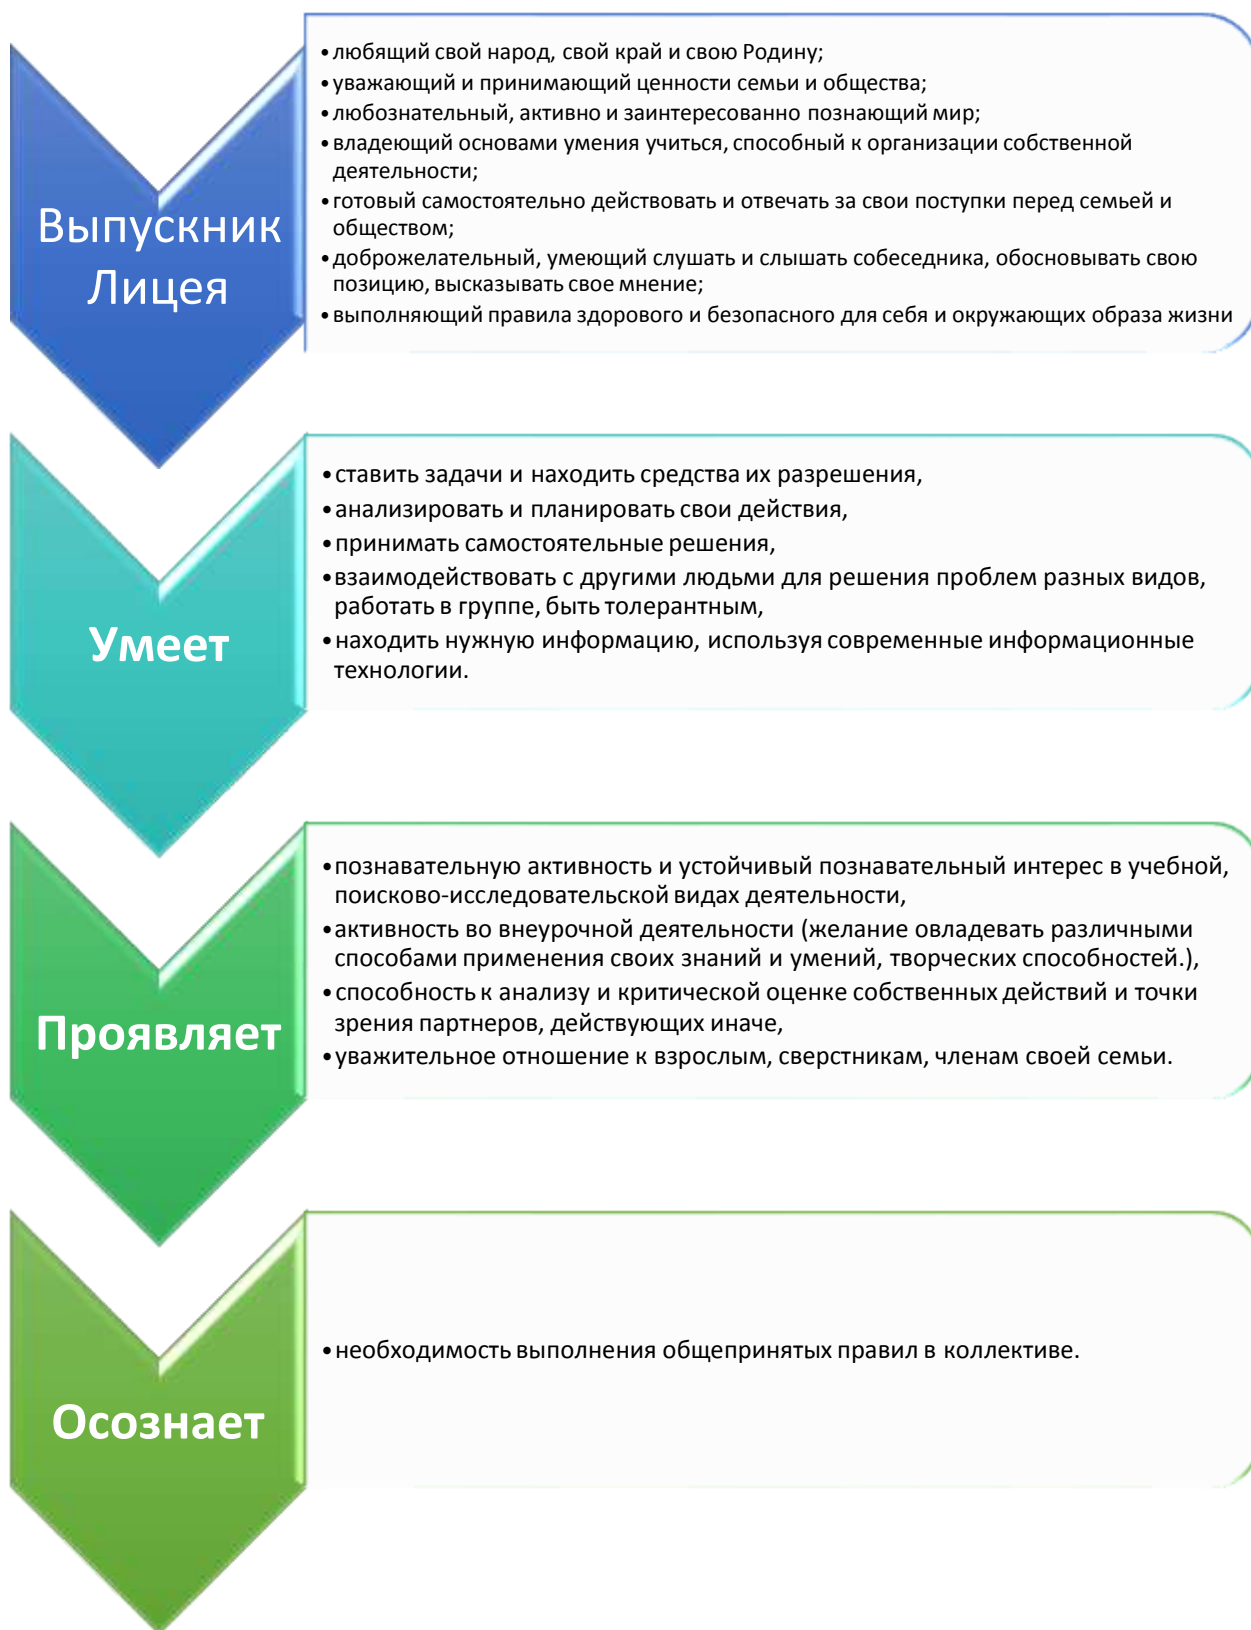 Выпускник
Лицея
•любящий свой народ, свой край и свою Родину;
•уважающий и принимающий ценности семьи и общества;
•любознательный, активно и заинтересованно познающий мир;
•владеющий основами умения учиться, способный к организации собственной
деятельности;
•готовый самостоятельно действовать и отвечать за свои поступки перед семьей и
обществом;
•доброжелательный, умеющий слушать и слышать собеседника, обосновывать свою
позицию, высказывать свое мнение;
•выполняющий правила здорового и безопасного для себя и окружающих образа жизни
Умеет
•ставить задачи и находить средства их разрешения,
•анализировать и планировать свои действия,
•принимать самостоятельные решения,
•взаимодействовать с другими людьми для решения проблем разных видов,
работать в группе, быть толерантным,
•находить нужную информацию, используя современные информационные
технологии.
Проявляет
•познавательную активность и устойчивый познавательный интерес в учебной,
поисково-исследовательской видах деятельности,
•активность во внеурочной деятельности (желание овладевать различными
способами применения своих знаний и умений, творческих способностей.),
•способность к анализу и критической оценке собственных действий и точки
зрения партнеров, действующих иначе,
•уважительное отношение к взрослым, сверстникам, членам своей семьи.
Осознает
•необходимость выполнения общепринятых правил в коллективе.